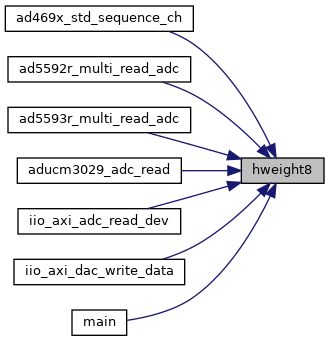 ad469x_std_sequence_ch
ad5592r_multi_read_adc
ad5593r_multi_read_adc
aducm3029_adc_read
hweight8
iio_axi_adc_read_dev
iio_axi_dac_write_data
main